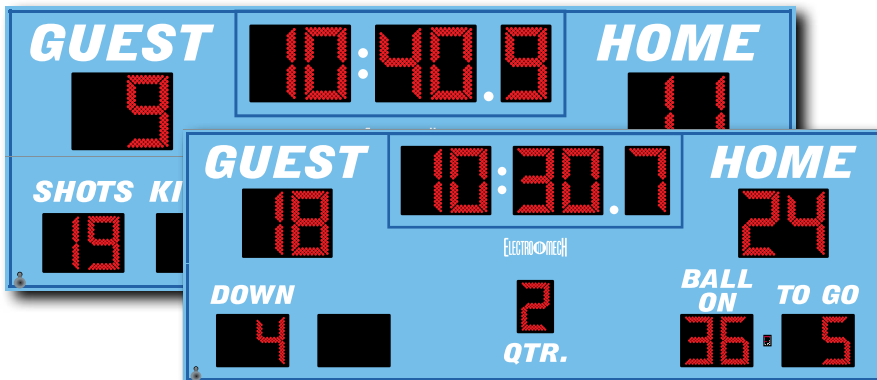 GUEST 10:40.9 HOME
9 11
SHOTS KI
19
GUEST 10:30.7 HOME
18 24
ELECTRO-MECH
DOWN 2 BALL ON TO GO
4 36 5
QTR.